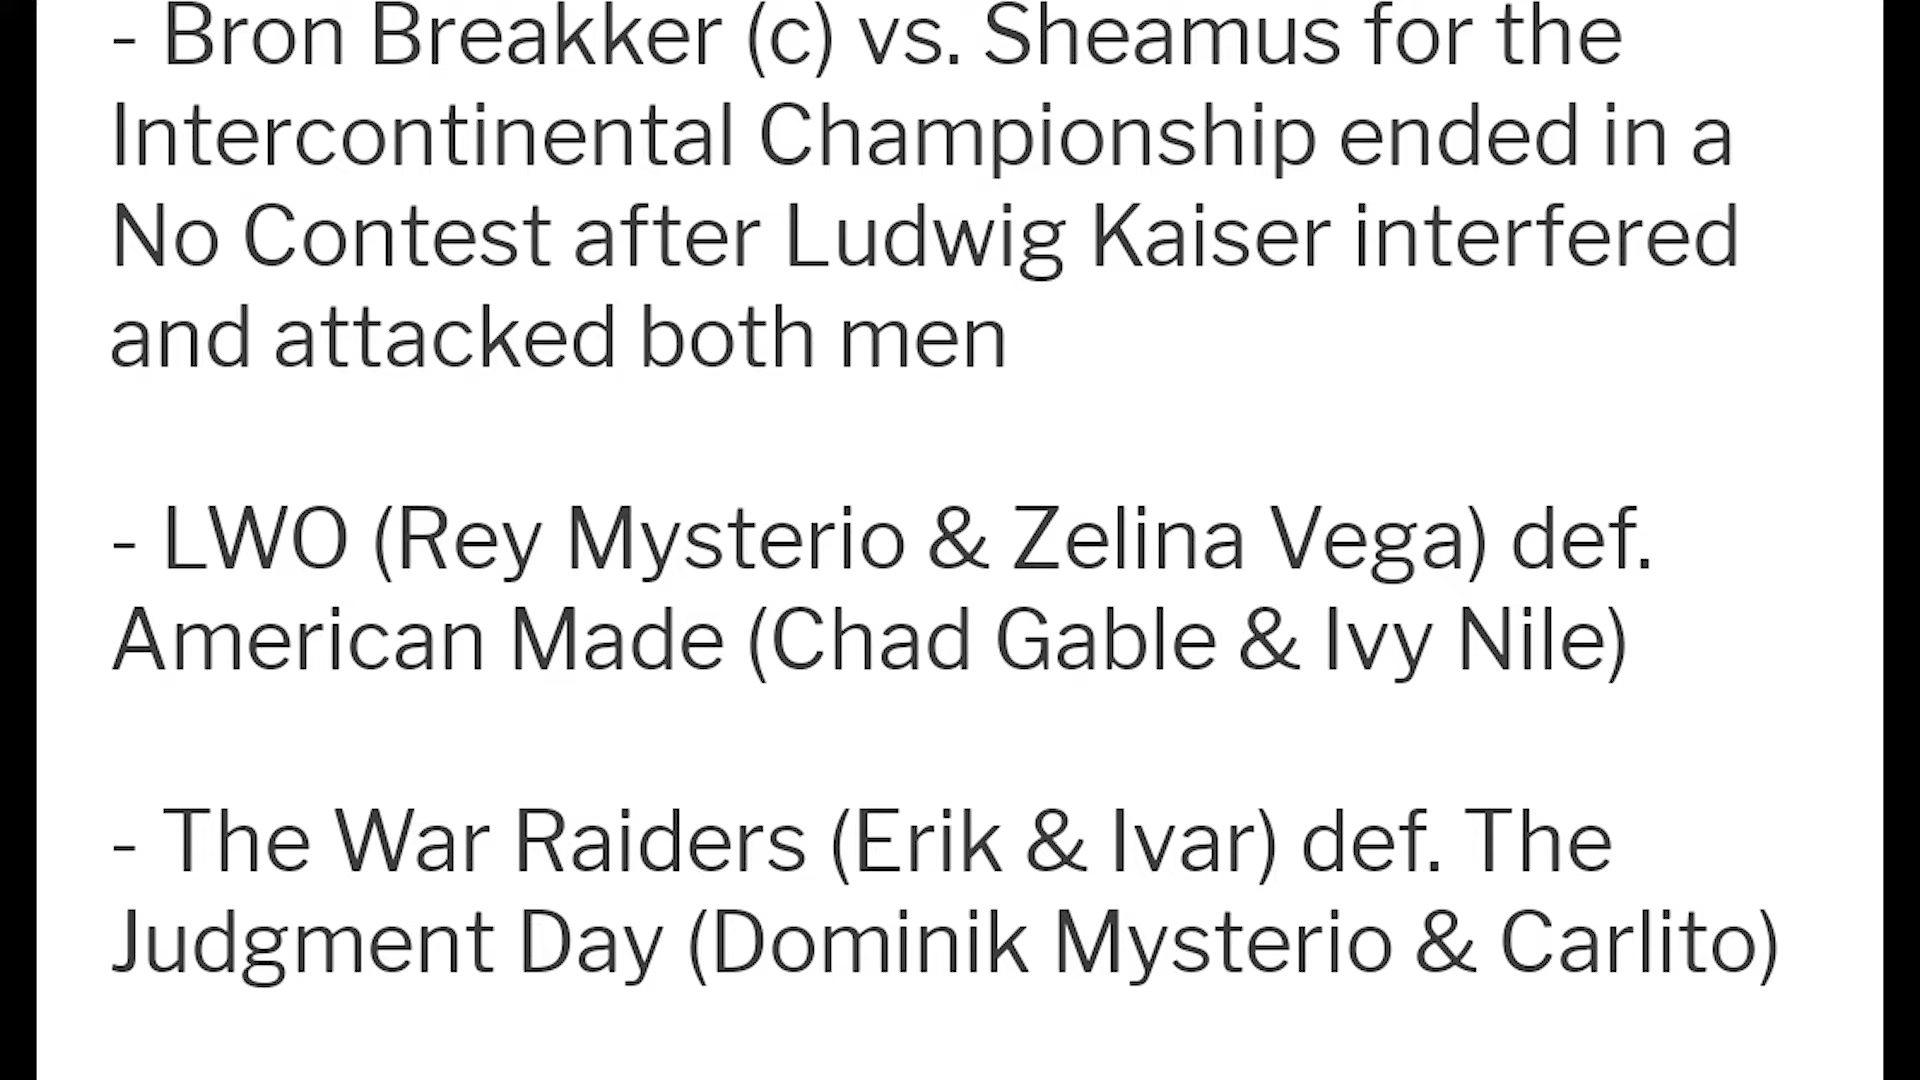 - Bron Breakker (c) vs. Sheamus for the
Intercontinental Championship ended in a
No Contest after Ludwig Kaiser interfered
and attacked both men
- LWO (Rey Mysterio & Zelina Vega) def.
American Made (Chad Gable & Ivy Nile)
- The War Raiders (Erik & Ivar) def. The
Judgment Day (Dominik Mysterio & Carlito)